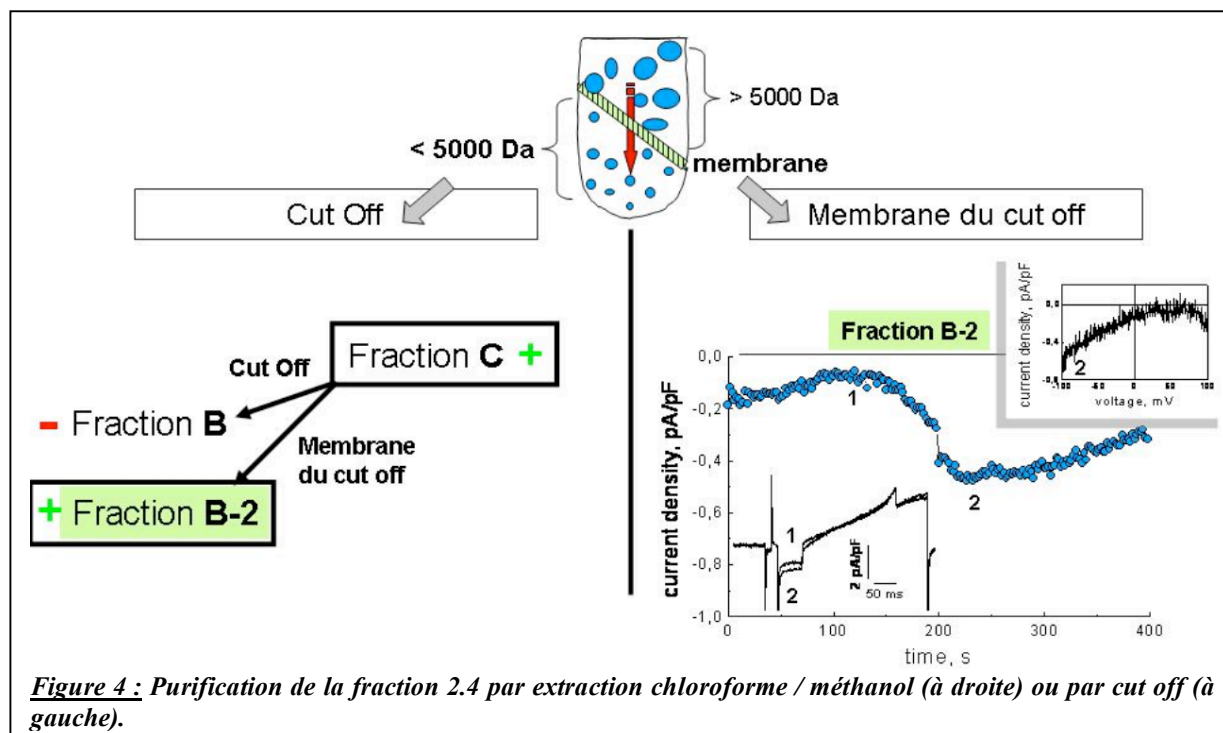 > 5000 Da
< 5000 Da
membrane
Cut Off
Membrane du cut off
Fraction C +
Cut Off
- Fraction B
Membrane
du cut off
+ Fraction B-2
Fraction B-2
current density, pA/pF
0,0
-0,4
-0,8
-100
-50
0
50
100
voltage, mV
2
current density, pA/pF
0,0
-0,2
-0,4
-0,6
-0,8
-1,0
0
100
200
300
400
time, s
1
2
1
2
2 pA/pF
50 ms
Figure 4 : Purification de la fraction 2.4 par extraction chloroforme / méthanol (à droite) ou par cut off (à
gauche).